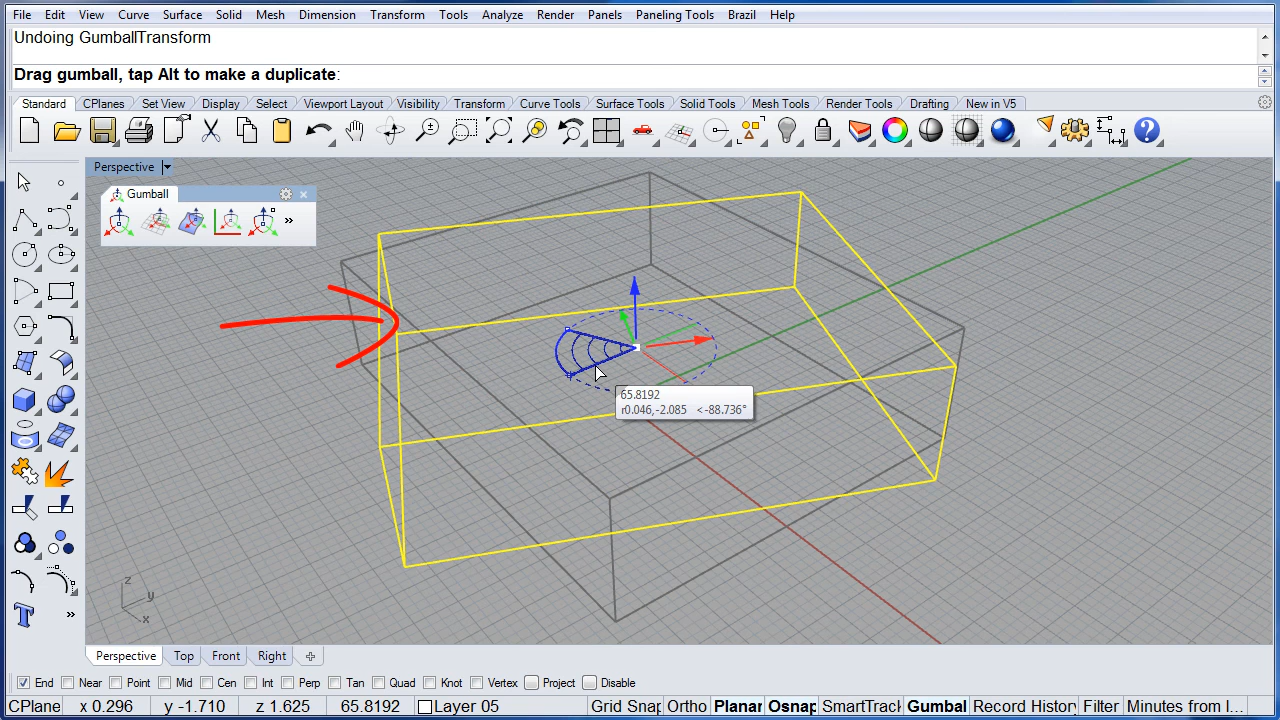 File Edit View Curve Surface Solid Mesh Dimension Transform Tools Analyze Render Panels Paneling Tools Brazil Help
Undoing GumballTransform
Drag gumball, tap Alt to make a duplicate:
Standard CPlanes Set View Display Select Viewport Layout Visibility Transform Curve Tools Surface Tools Solid Tools Mesh Tools Render Tools Drafting New in V5
Perspective
Gumball
65.8192
r0.046,-2.085 <-88.736°
z
y
x
T
Perspective Top Front Right
End Near Point Mid Cen Int Perp Tan Quad Knot Vertex Project Disable
CPlane x 0.296 y -1.710 z 1.625 65.8192 Layer 05 Grid Snap Ortho Planar Osnap SmartTrack Gumbal Record History Filter Minutes from l...